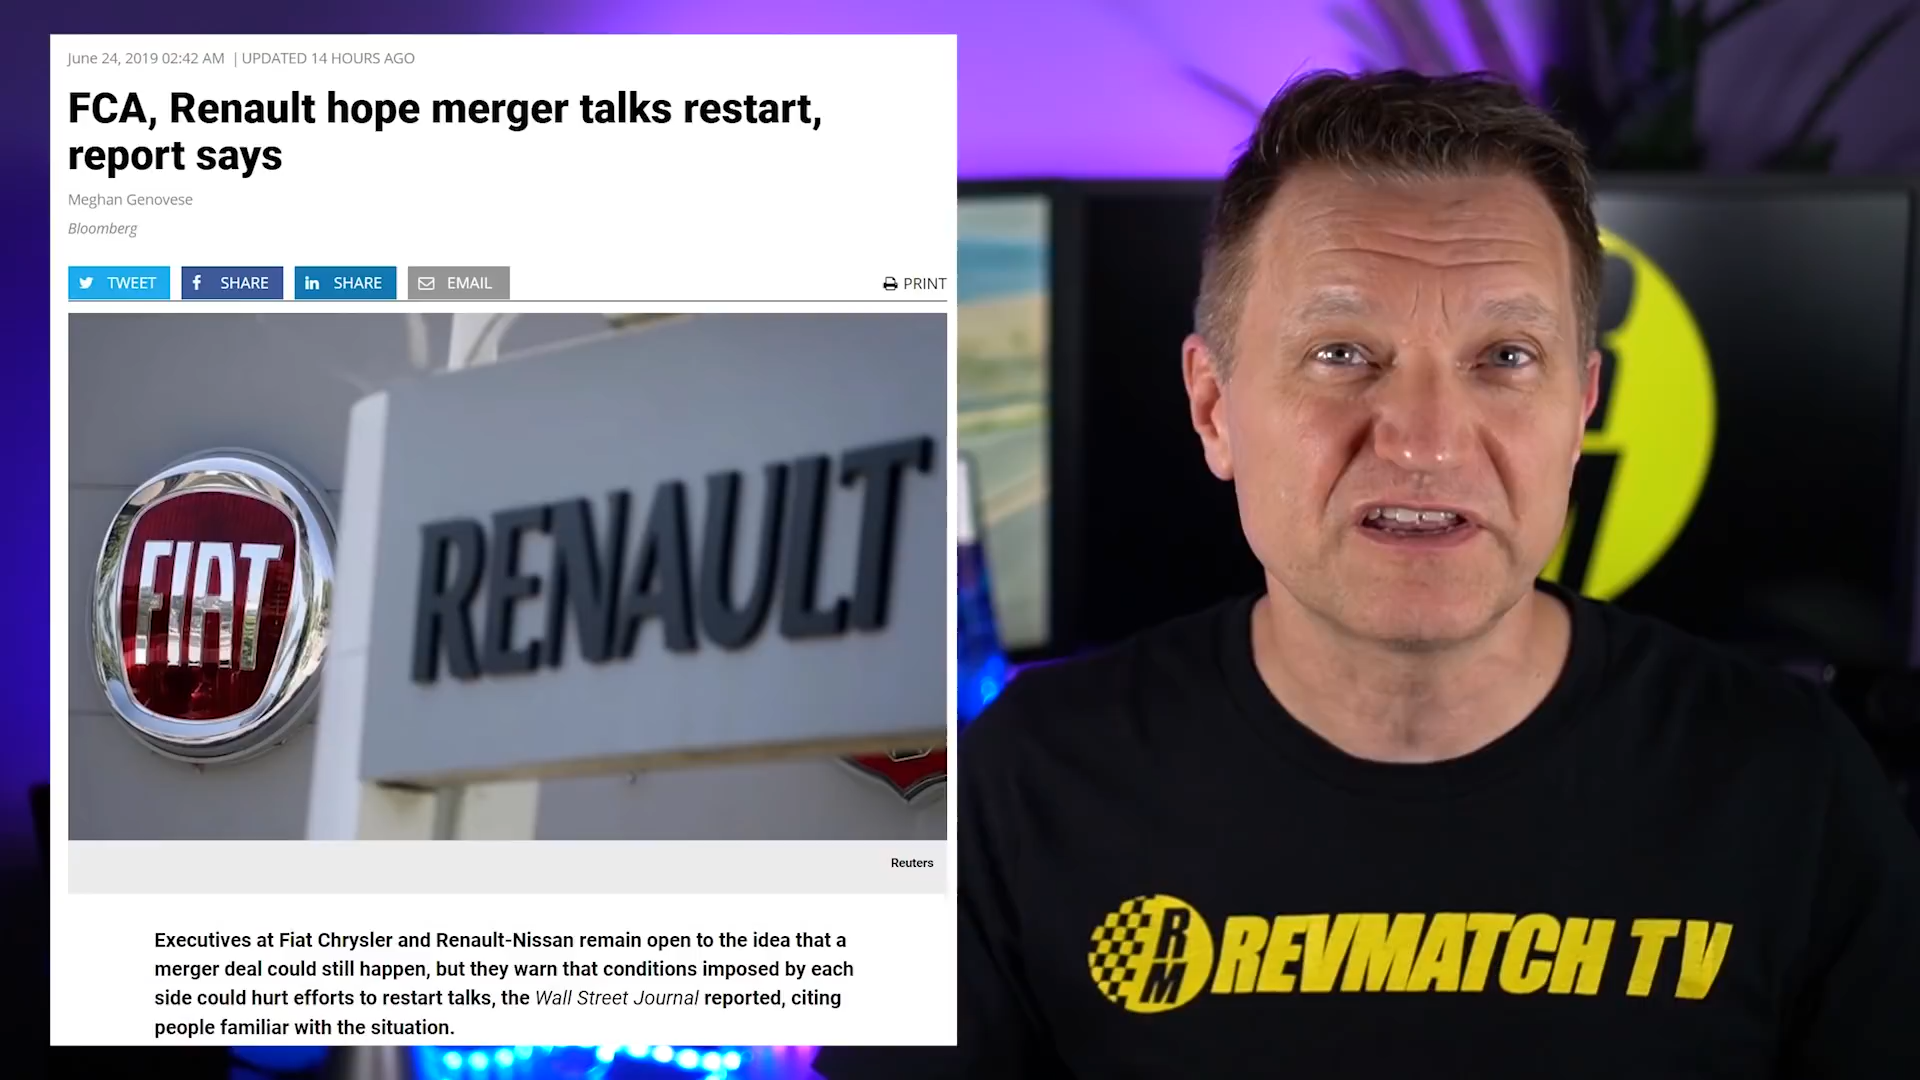 June 24, 2019 02:42 AM | UPDATED 14 HOURS AGO
FCA, Renault hope merger talks restart,
report says
Meghan Genovese
Bloomberg
TWEET
SHARE
SHARE
EMAIL
PRINT
FIAT
RENAULT
Reuters
Executives at Fiat Chrysler and Renault-Nissan remain open to the idea that a
merger deal could still happen, but they warn that conditions imposed by each
side could hurt efforts to restart talks, the Wall Street Journal reported, citing
people familiar with the situation.
RM REVMATCH TV